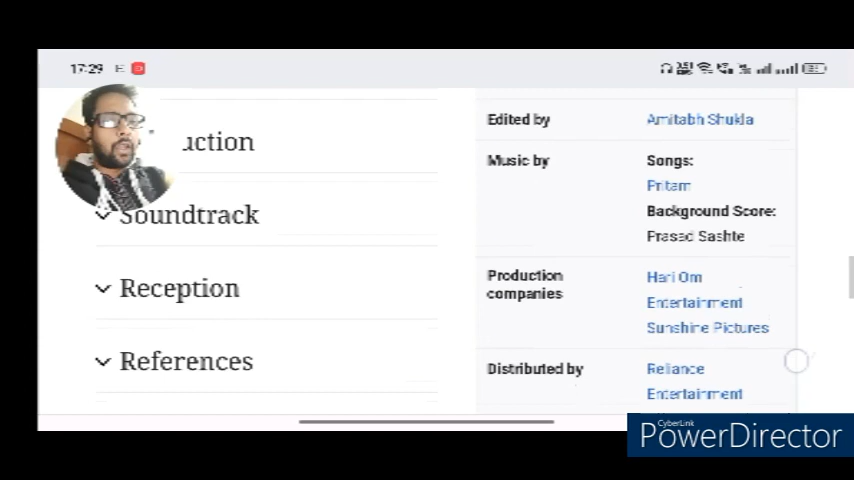 17:29
uction
Soundtrack
Reception
References
Edited by
Amitabh Shukla
Music by
Songs:
Pritam
Background Score:
Prasad Sashte
Production
companies
Hari Om
Entertainment
Sunshine Pictures
Distributed by
Reliance
Entertainment
CyberLink
PowerDirector